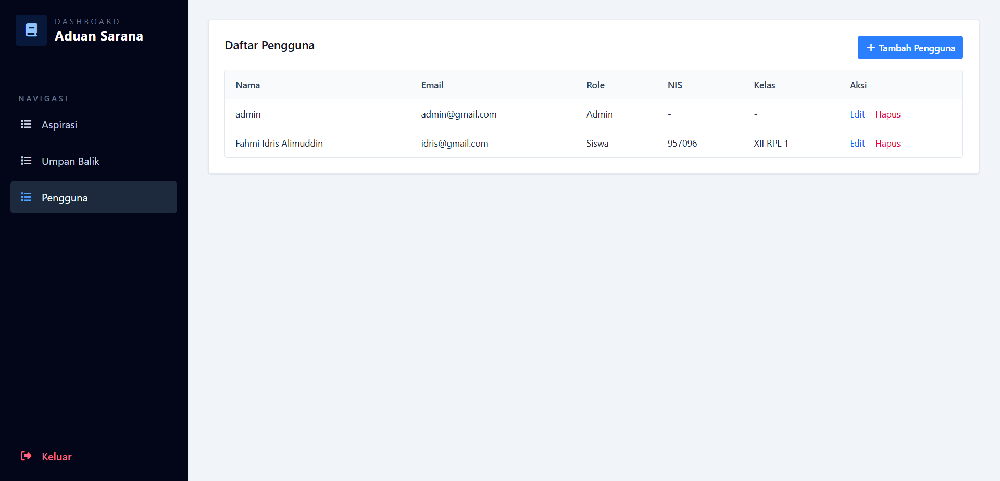 DASHBOARD
Aduan Sarana
NAVIGASI
Aspirasi
Umpan Balik
Pengguna
Keluar
Daftar Pengguna
+ Tambah Pengguna
Nama Email Role NIS Kelas Aksi
admin admin@gmail.com Admin - - Edit Hapus
Fahmi Idris Alimuddin idris@gmail.com Siswa 957096 XII RPL 1 Edit Hapus